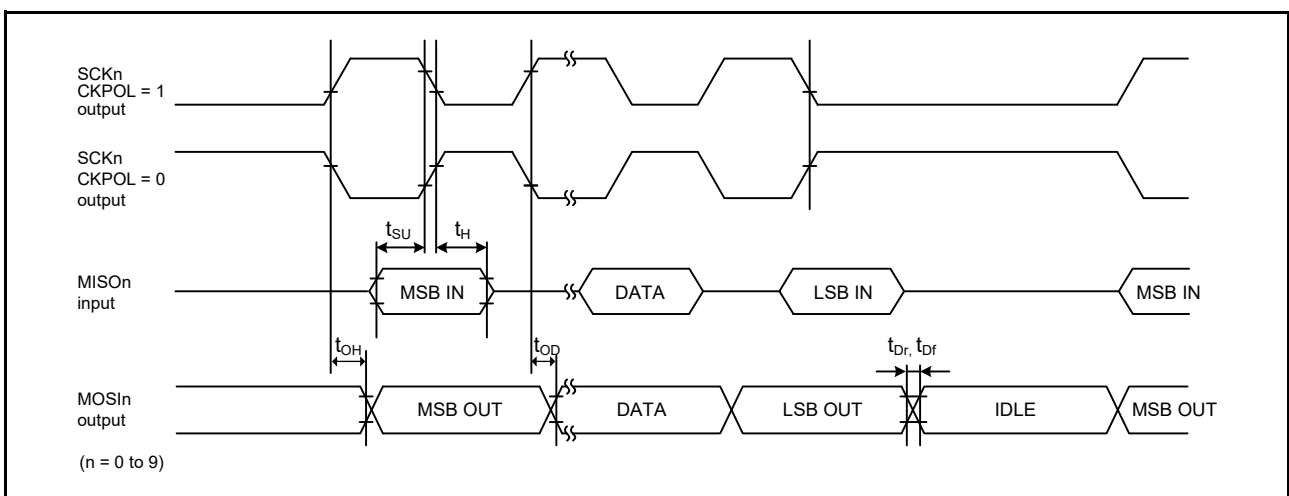 SCKn
CKPOL = 1
output
SCKn
CKPOL = 0
output
tSU
tH
MISOn
input
MSB IN
DATA
LSB IN
MSB IN
tOH
tOD
tDr, tDf
MOSIn
output
MSB OUT
DATA
LSB OUT
IDLE
MSB OUT
(n = 0 to 9)